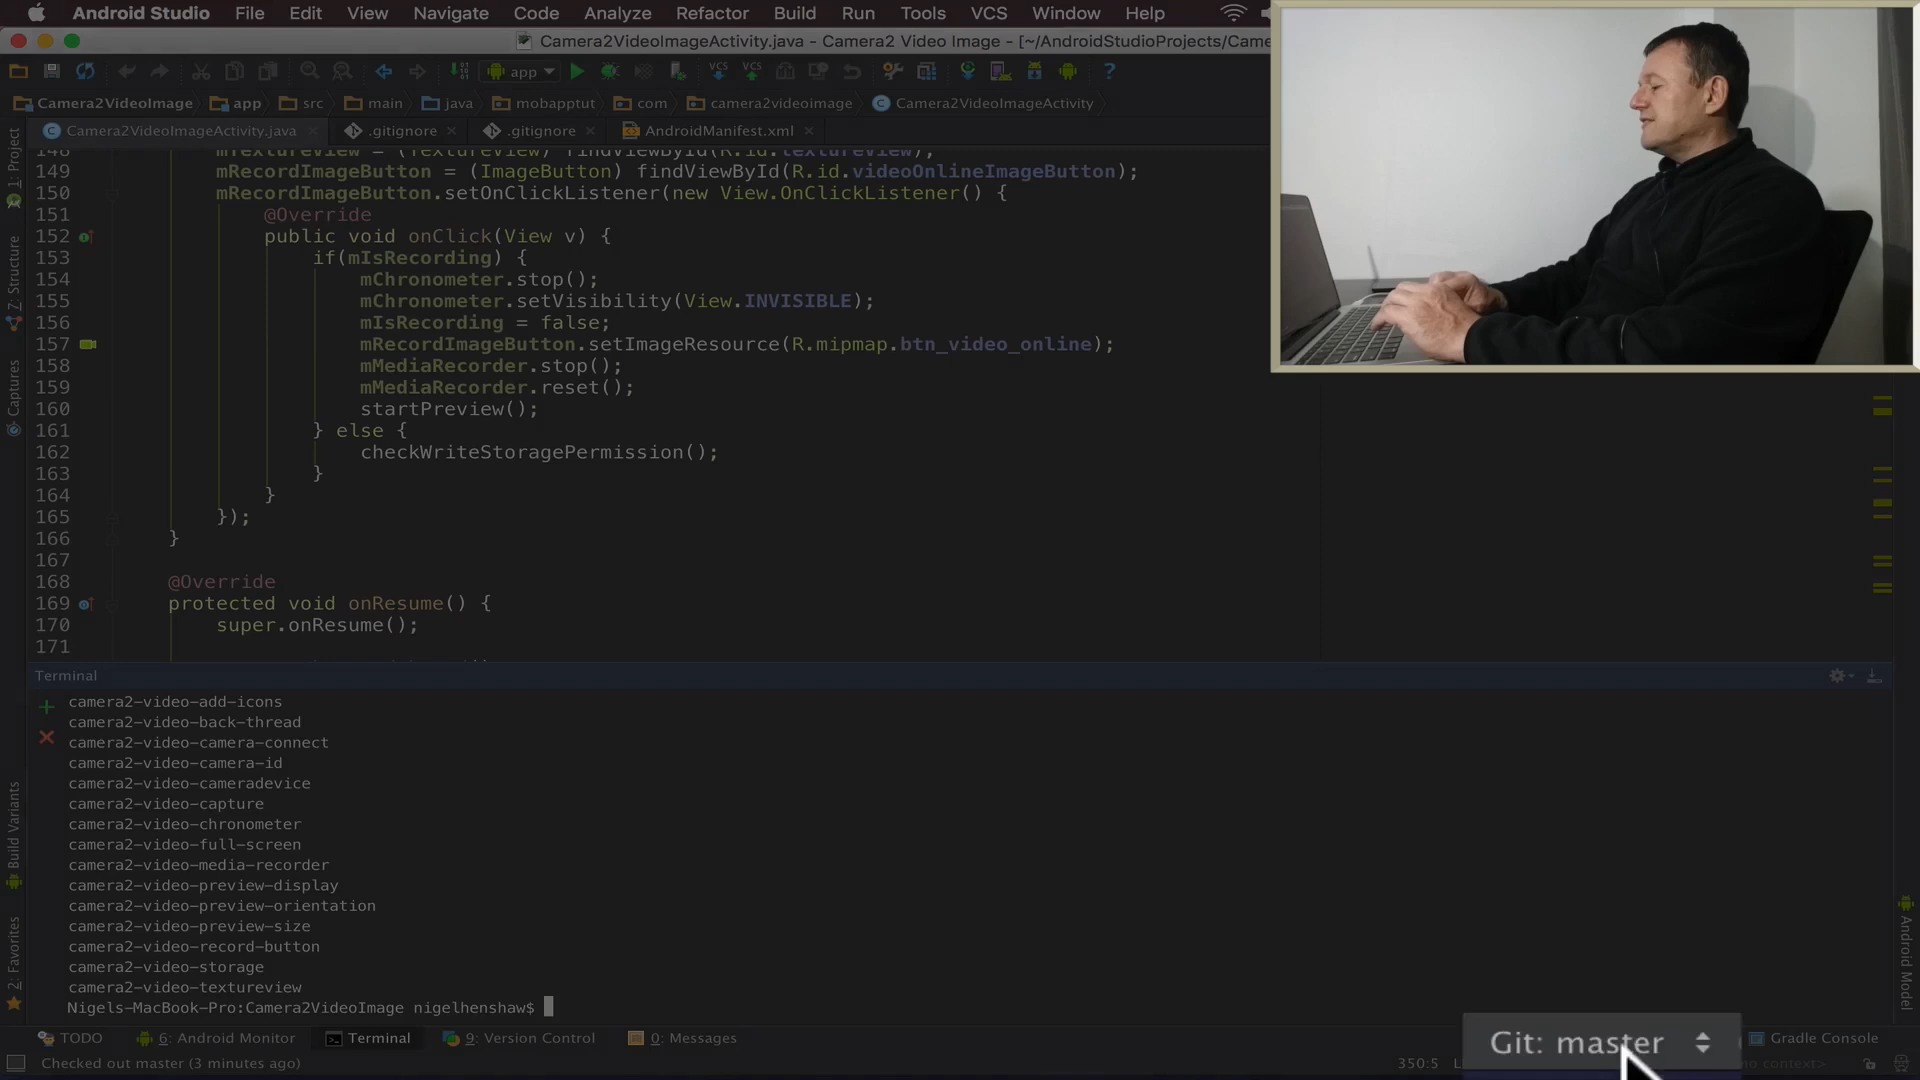 Android Studio File Edit View Navigate Code Analyze Refactor Build Run Tools VCS Window Help
Camera2VideoImageActivity.java - Camera2 Video Image - [~/AndroidStudioProjects/Came
app
Camera2VideoImage app src main java mobapptut com camera2videoimage Camera2VideoImageActivity
Camera2VideoImageActivity.java .gitignore .gitignore AndroidManifest.xml
148 mTextureView = (TextureView) findViewById(R.id.textureView);
149 mRecordImageButton = (ImageButton) findViewById(R.id.videoOnlineImageButton);
150 mRecordImageButton.setOnClickListener(new View.OnClickListener() {
151 @Override
152 public void onClick(View v) {
153 if(mIsRecording) {
154 mChronometer.stop();
155 mChronometer.setVisibility(View.INVISIBLE);
156 mIsRecording = false;
157 mRecordImageButton.setImageResource(R.mipmap.btn_video_online);
158 mMediaRecorder.stop();
159 mMediaRecorder.reset();
160 startPreview();
161 } else {
162 checkWriteStoragePermission();
163 }
164 }
165 });
166 }
167
168 @Override
169 protected void onResume() {
170 super.onResume();
171
1: Project
7: Structure
Captures
Build Variants
2: Favorites
Android Model
Terminal
camera2-video-add-icons
camera2-video-back-thread
camera2-video-camera-connect
camera2-video-camera-id
camera2-video-cameradevice
camera2-video-capture
camera2-video-chronometer
camera2-video-full-screen
camera2-video-media-recorder
camera2-video-preview-display
camera2-video-preview-orientation
camera2-video-preview-size
camera2-video-record-button
camera2-video-storage
camera2-video-textureview
Nigels-MacBook-Pro:Camera2VideoImage nigelhenshaw$
TODO 6: Android Monitor Terminal 9: Version Control 0: Messages Git: master Gradle Console
Checked out master (3 minutes ago) 350:5 context>